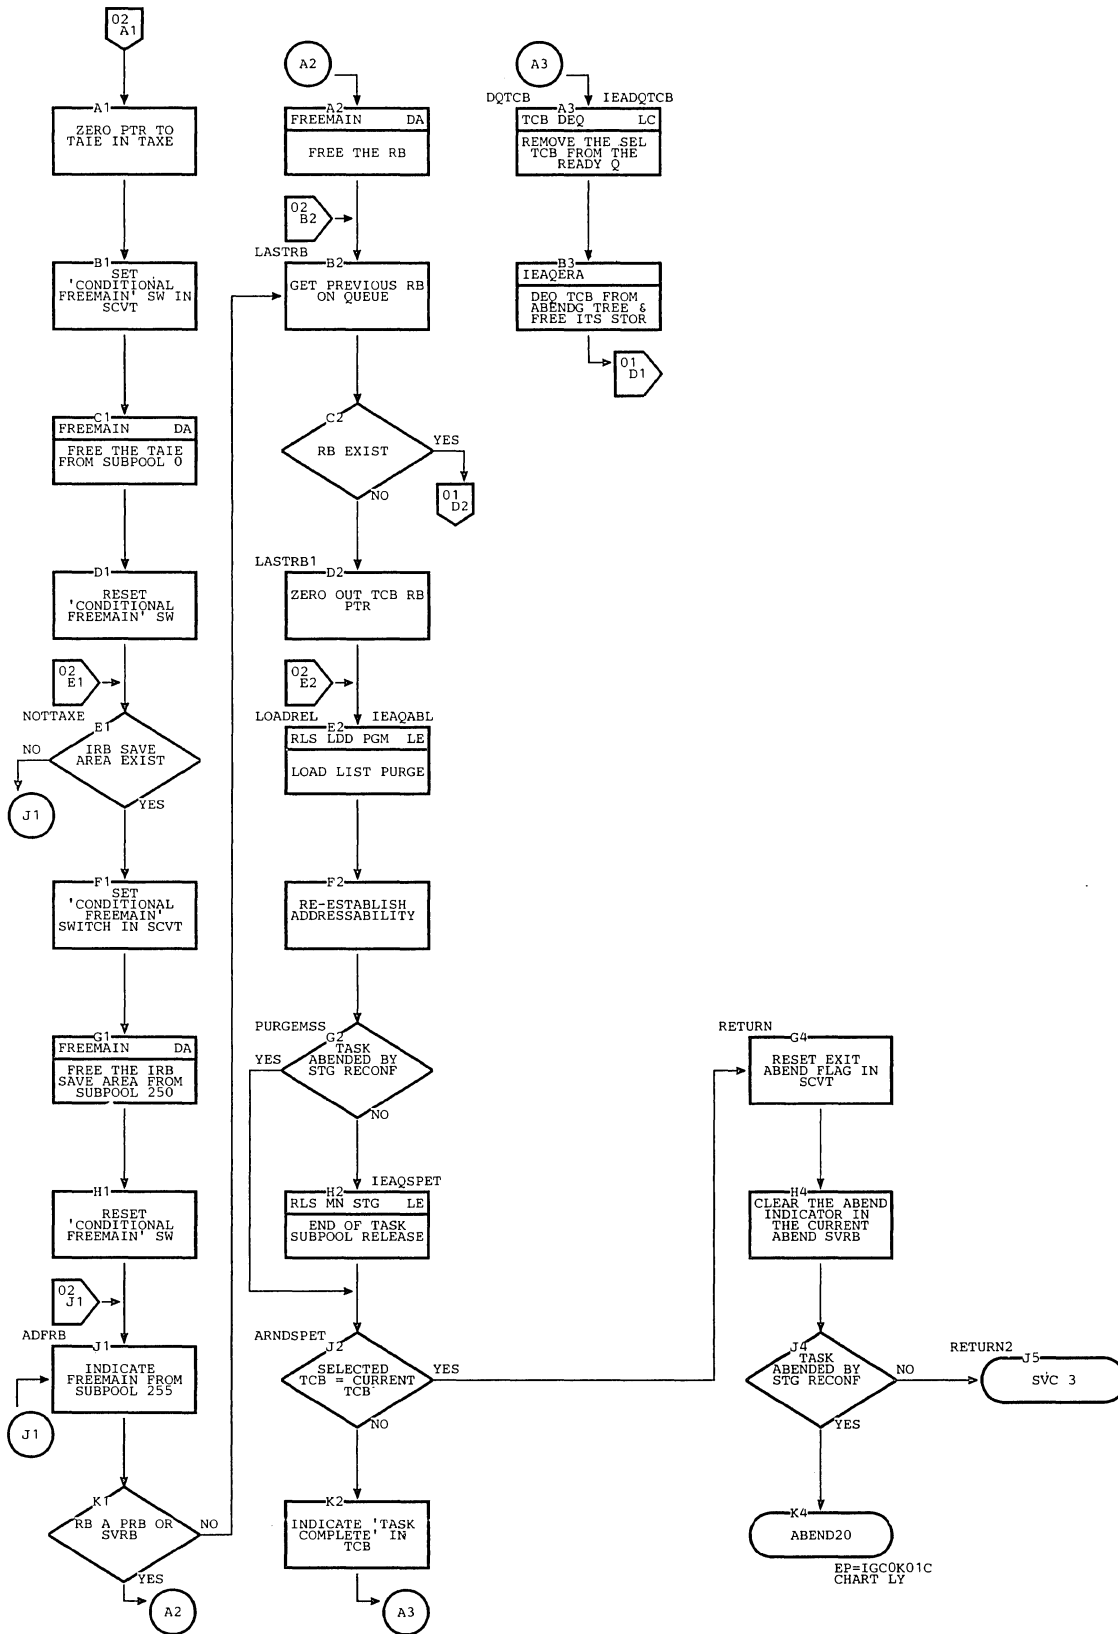 02
A1
A1
ZERO PTR TO
TAIE IN TAXE
B1
SET
'CONDITIONAL
FREEMAIN' SW IN
SCVT
C1
FREEMAIN DA
FREE THE TAIE
FROM SUBPOOL 0
D1
RESET
'CONDITIONAL
FREEMAIN' SW
02
E1
NOTTAXE
E1
IRB SAVE
AREA EXIST
NO
YES
J1
F1
SET
'CONDITIONAL
FREEMAIN'
SWITCH IN SCVT
G1
FREEMAIN DA
FREE THE IRB
SAVE AREA FROM
SUBPOOL 250
H1
RESET
'CONDITIONAL
FREEMAIN' SW
02
J1
ADFRB
J1
INDICATE
FREEMAIN FROM
SUBPOOL 255
J1
K1
RB A PRB OR
SVRB
NO
YES
A2
A2
A2
FREEMAIN DA
FREE THE RB
02
B2
LASTRB
B2
GET PREVIOUS RB
ON QUEUE
C2
RB EXIST
YES
NO
01
D2
LASTRB1
D2
ZERO OUT TCB RB
PTR
02
E2
LOADREL IEAQABL
E2
RLS LDD PGM LE
LOAD LIST PURGE
F2
RE-ESTABLISH
ADDRESSABILITY
PURGEMSS
G2
TASK
ABENDED BY
STG RECONF
YES
NO
IEAQSPET
H2
RLS MN STG LE
END OF TASK
SUBPOOL RELEASE
ARNDSPET
J2
SELECTED
TCB = CURRENT
TCB
YES
NO
K2
INDICATE 'TASK
COMPLETE' IN
TCB
A3
A3
DQTCB IEADQTCB
A3
TCB DEQ LC
REMOVE THE SEL
TCB FROM THE
READY Q
B3
IEAQERA
DEQ TCB FROM
ABENDG TREE &
FREE ITS STOR
01
D1
RETURN
G4
RESET EXIT
ABEND FLAG IN
SCVT
H4
CLEAR THE ABEND
INDICATOR IN
THE CURRENT
ABEND SVRB
J4
TASK
ABENDED BY
STG RECONF
NO
YES
RETURN2
J5
SVC 3
K4
ABEND20
EP=IGC0K01C
CHART LY